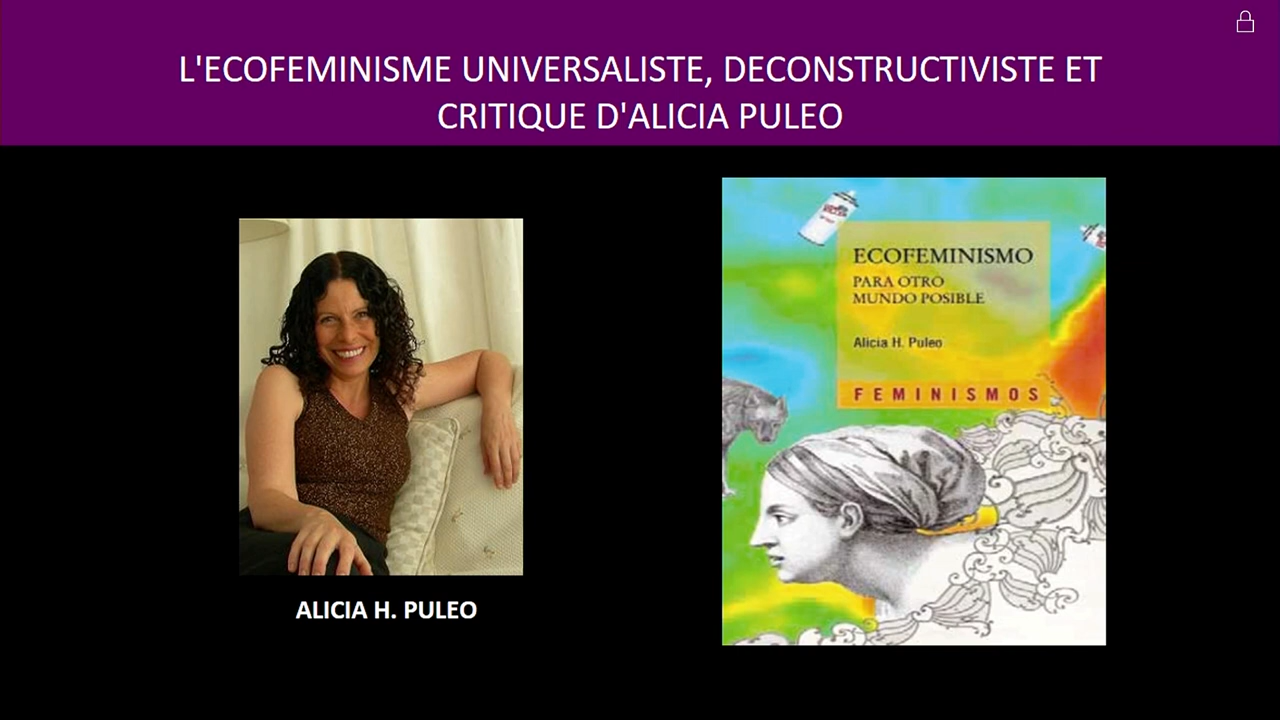 L'ECOFEMINISME UNIVERSALISTE, DECONSTRUCTIVISTE ET
CRITIQUE D'ALICIA PULEO
ECOFEMINISMO
PARA OTRO
MUNDO POSIBLE
Alicia H. Puleo
FEMINISMOS
ALICIA H. PULEO